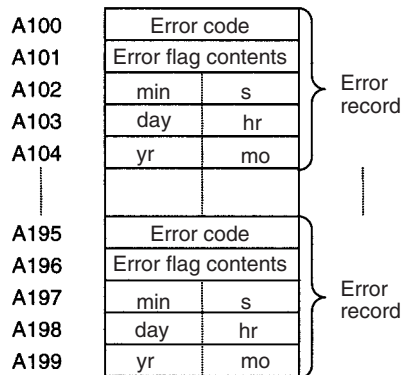 A100 Error code
A101 Error flag contents
A102 min s
A103 day hr
A104 yr mo
Error
record
A195 Error code
A196 Error flag contents
A197 min s
A198 day hr
A199 yr mo
Error
record